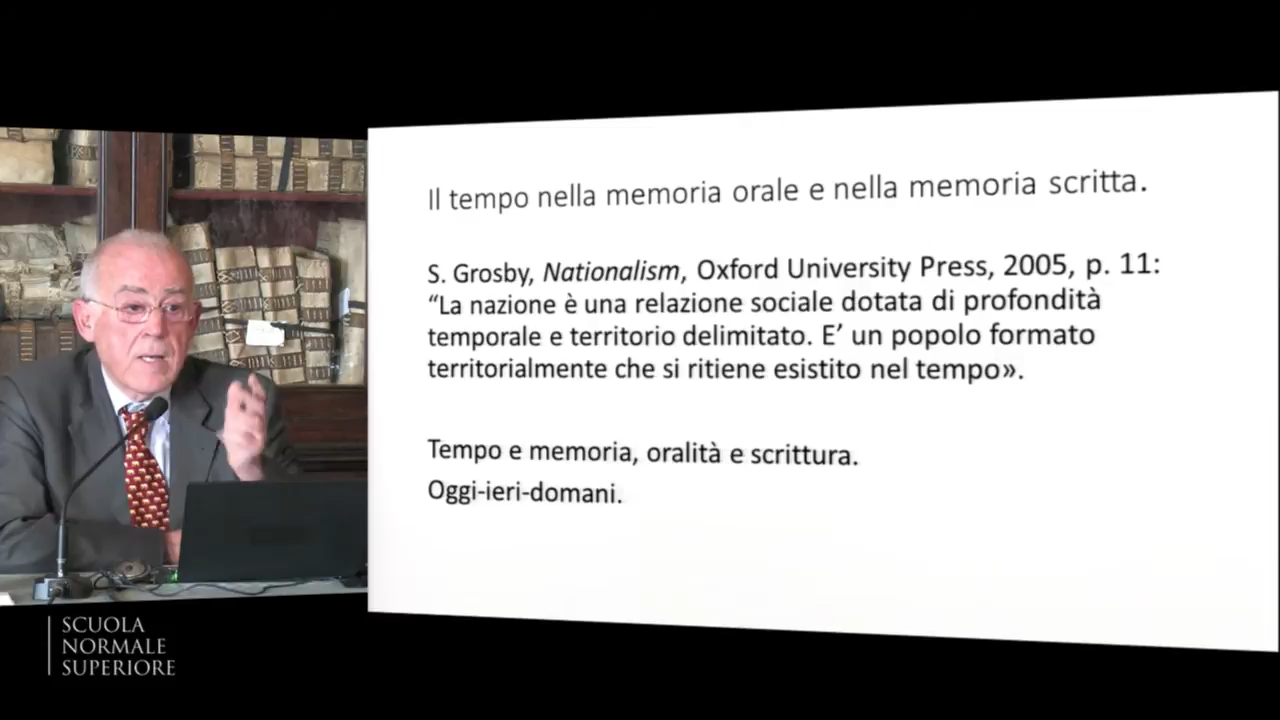 Il tempo nella memoria orale e nella memoria scritta.
S. Grosby, Nationalism, Oxford University Press, 2005, p. 11:
“La nazione è una relazione sociale dotata di profondità
temporale e territorio delimitato. E’ un popolo formato
territorialmente che si ritiene esistito nel tempo».
Tempo e memoria, oralità e scrittura.
Oggi-ieri-domani.
SCUOLA
NORMALE
SUPERIORE